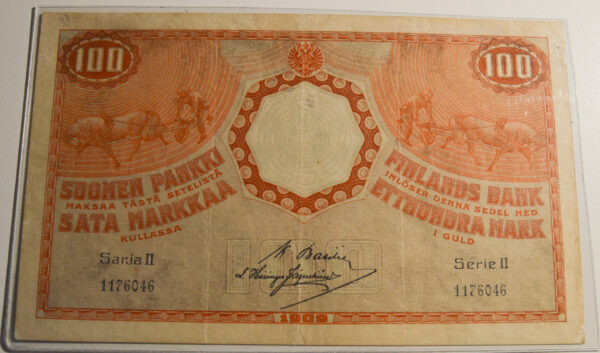 100
100
SUOMEN PANKKI
MAKSAA TÄSTÄ SETELISTÄ
SATA MARKKAA
KULLASSA
FINLANDS BANK
INLÖSER DENNA SEDEL MED
ETTHUNDRA MARK
I GULD
Sarja II
1176046
100
Serie II
1176046
1909